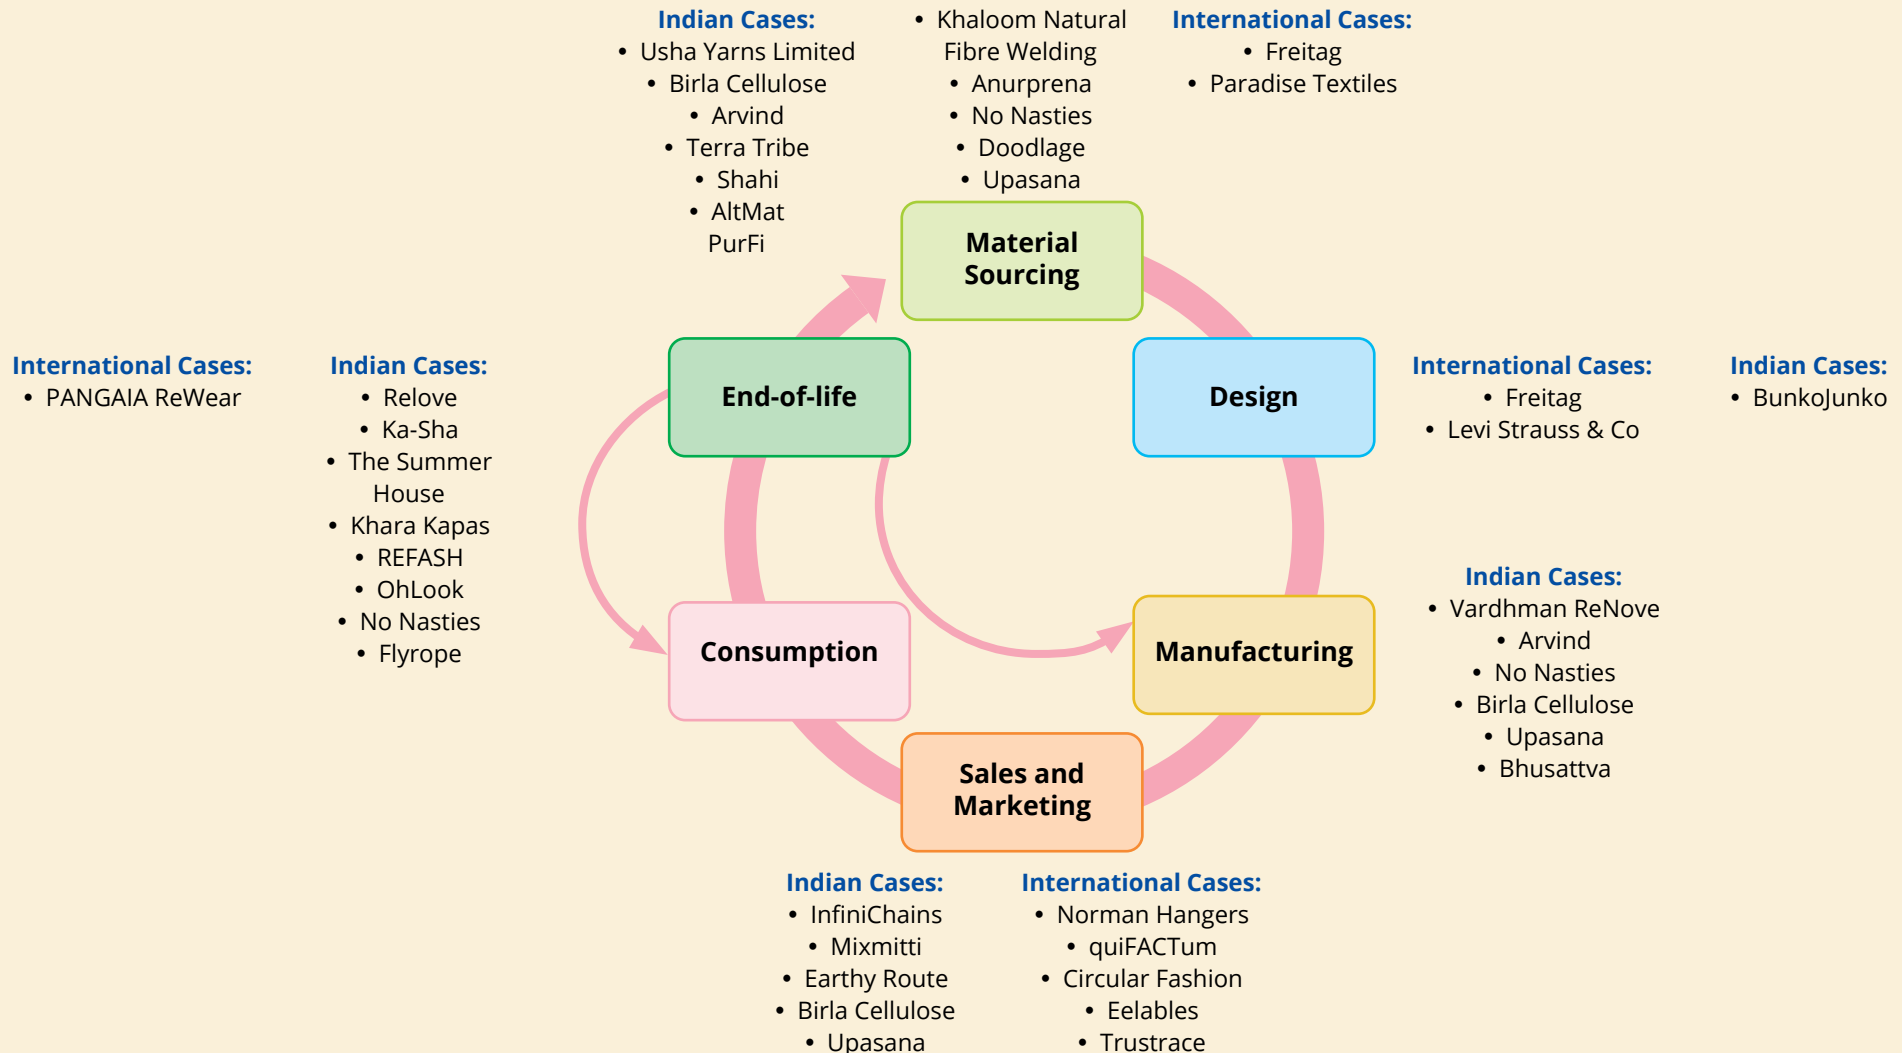 Indian Cases:
• Usha Yarns Limited
• Birla Cellulose
• Arvind
• Terra Tribe
• Shahi
• AltMat
PurFi
• Khaloom Natural
Fibre Welding
• Anurprena
• No Nasties
• Doodlage
• Upasana
International Cases:
• Freitag
• Paradise Textiles
Material
Sourcing
International Cases:
• PANGAIA ReWear
Indian Cases:
• Relove
• Ka-Sha
• The Summer
House
• Khara Kapas
• REFASH
• OhLook
• No Nasties
• Flyrope
End-of-life
Design
International Cases:
• Freitag
• Levi Strauss & Co
Indian Cases:
• BunkoJunko
Consumption
Manufacturing
Indian Cases:
• Vardhman ReNove
• Arvind
• No Nasties
• Birla Cellulose
• Upasana
• Bhusattva
Sales and
Marketing
Indian Cases:
• InfiniChains
• Mixmitti
• Earthy Route
• Birla Cellulose
• Upasana
International Cases:
• Norman Hangers
• quiFACTum
• Circular Fashion
• Eelables
• Trustrace